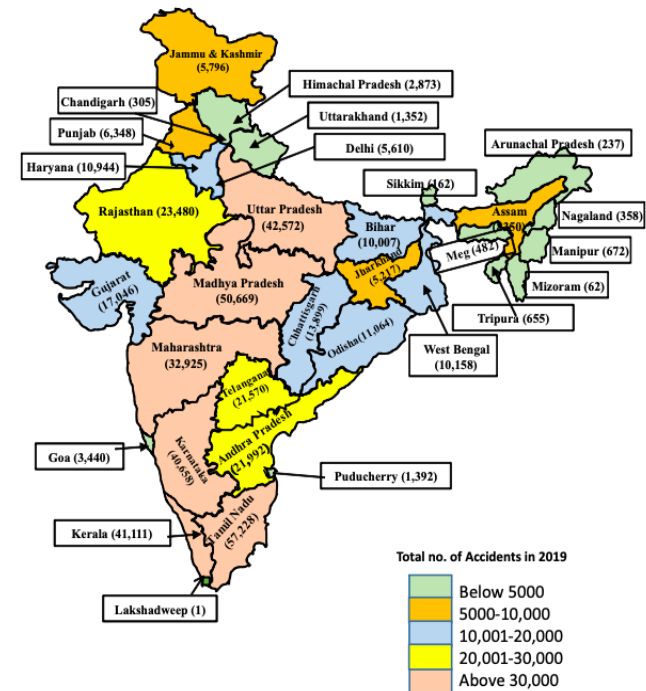 Jammu & Kashmir
(5,796)
Himachal Pradesh (2,873)
Chandigarh (305)
Uttarakhand (1,352)
Punjab (6,348)
Delhi (5,610)
Arunachal Pradesh (237)
Haryana (10,944)
Sikkim (162)
Rajasthan (23,480)
Uttar Pradesh
(42,572)
Assam
Nagaland (358)
Bihar
(10,007)
Meg (482)
Manipur (672)
Jharkhand
(5,217)
Gujarat
(17,046)
Madhya Pradesh
(50,669)
Mizoram (62)
Chhattisgarh
(13,899)
Tripura (655)
Odisha(11,064)
Maharashtra
(32,925)
West Bengal
(10,158)
Telangana
(21,570)
Andhra Pradesh
(21,992)
Karnataka
(40,658)
Goa (3,440)
Puducherry (1,392)
Tamil Nadu
(57,228)
Kerala (41,111)
Lakshadweep (1)
Total no. of Accidents in 2019
Below 5000
5000-10,000
10,001-20,000
20,001-30,000
Above 30,000